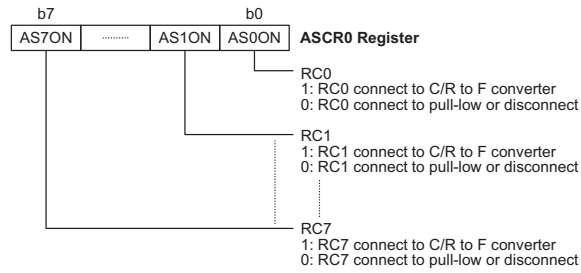 b7 b0
AS7ON .......... AS1ON AS0ON ASCR0 Register
RC0
1: RC0 connect to C/R to F converter
0: RC0 connect to pull-low or disconnect
RC1
1: RC1 connect to C/R to F converter
0: RC1 connect to pull-low or disconnect
RC7
1: RC7 connect to C/R to F converter
0: RC7 connect to pull-low or disconnect